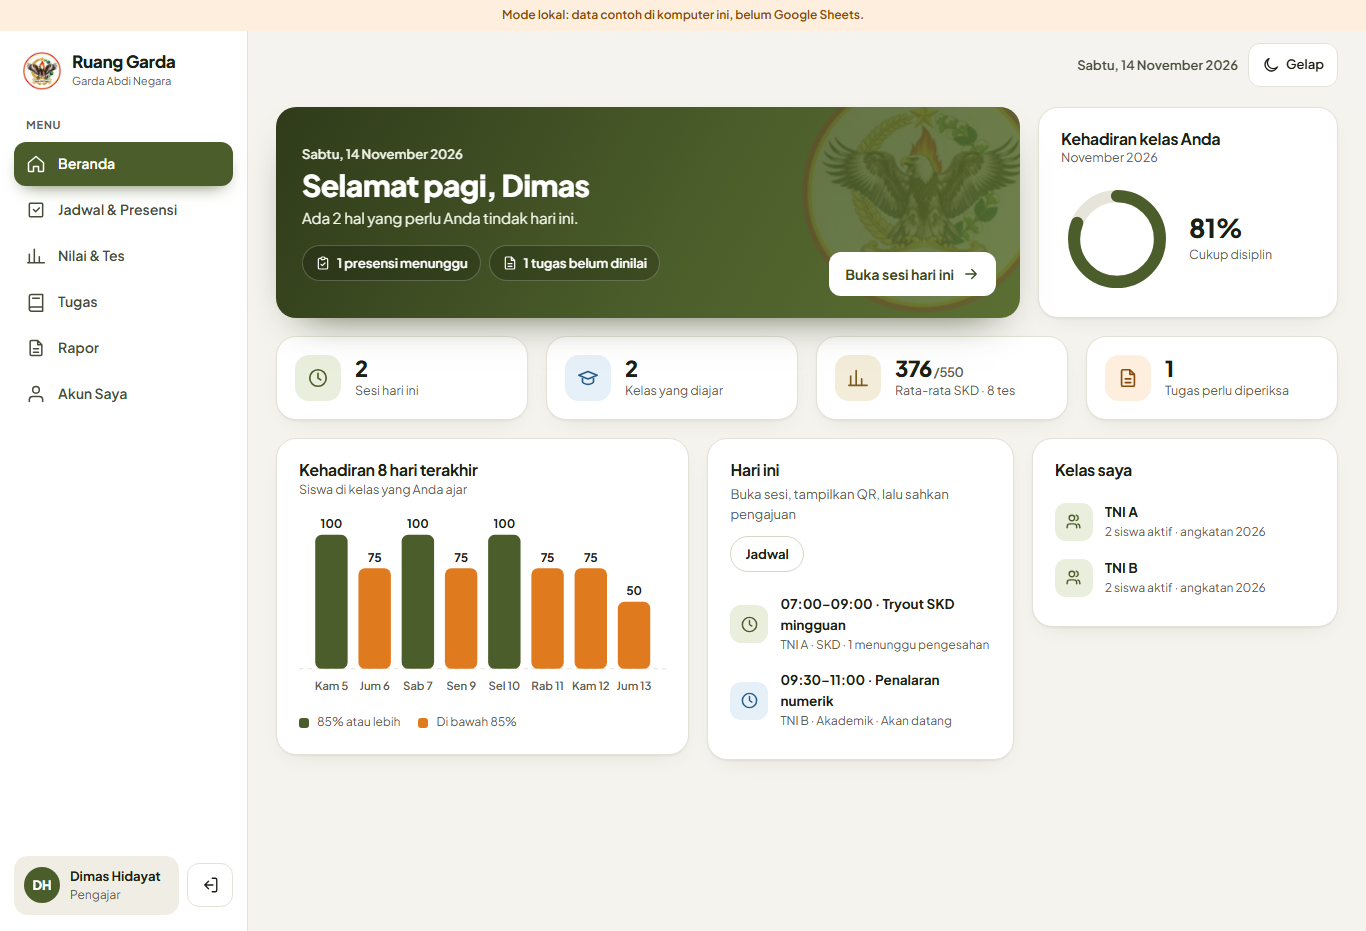 Mode lokal: data contoh di komputer ini, belum Google Sheets.
Ruang Garda
Garda Abdi Negara
MENU
Beranda
Jadwal & Presensi
Nilai & Tes
Tugas
Rapor
Akun Saya
Dimas Hidayat
DH
Pengajar
Sabtu, 14 November 2026
Gelap
Sabtu, 14 November 2026
Selamat pagi, Dimas
Ada 2 hal yang perlu Anda tindak hari ini.
1 presensi menunggu
1 tugas belum dinilai
Buka sesi hari ini
Kehadiran kelas Anda
November 2026
81%
Cukup disiplin
2
Sesi hari ini
2
Kelas yang diajar
376/550
Rata-rata SKD · 8 tes
1
Tugas perlu diperiksa
Kehadiran 8 hari terakhir
Siswa di kelas yang Anda ajar
100 75 100 75 100 75 75 50
Kam 5 Jum 6 Sab 7 Sen 9 Sel 10 Rab 11 Kam 12 Jum 13
85% atau lebih
Di bawah 85%
Hari ini
Buka sesi, tampilkan QR, lalu sahkan
pengajuan
Jadwal
07:00–09:00 · Tryout SKD
mingguan
TNI A · SKD · 1 menunggu pengesahan
09:30–11:00 · Penalaran
numerik
TNI B · Akademik · Akan datang
Kelas saya
TNI A
2 siswa aktif · angkatan 2026
TNI B
2 siswa aktif · angkatan 2026